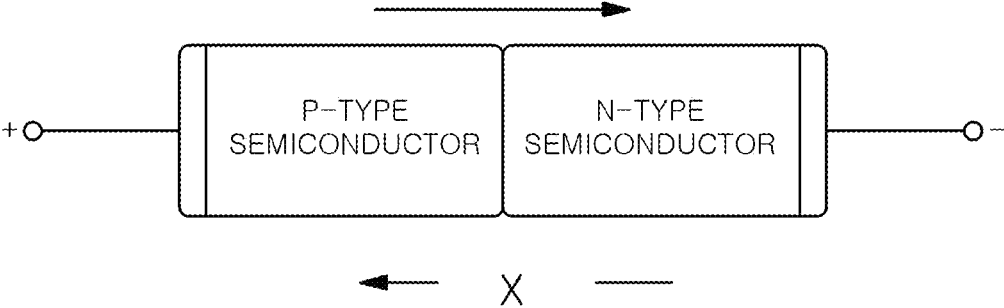 P-TYPE
SEMICONDUCTOR
N-TYPE
SEMICONDUCTOR
+
−
X